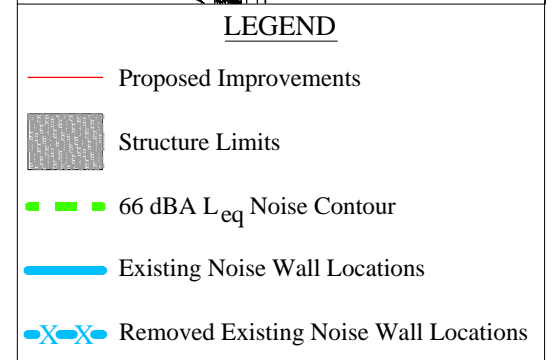 LEGEND
Proposed Improvements
Structure Limits
66 dBA Leq Noise Contour
Existing Noise Wall Locations
X X Removed Existing Noise Wall Locations